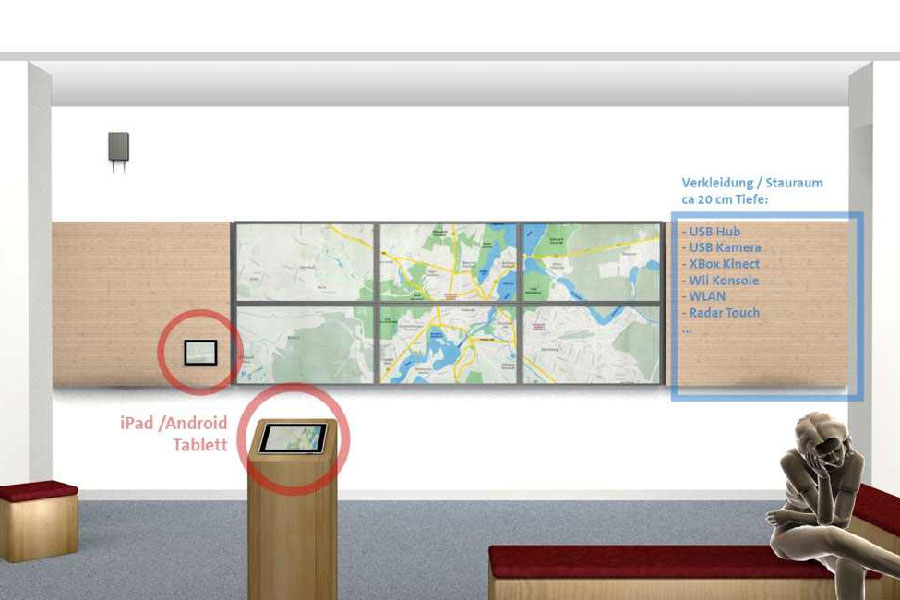 Verkleidung / Stauraum
ca 20 cm Tiefe:
- USB Hub
- USB Kamera
- XBox Kinect
- Wii Konsole
- WLAN
- Radar Touch
...
iPad /Android
Tablett